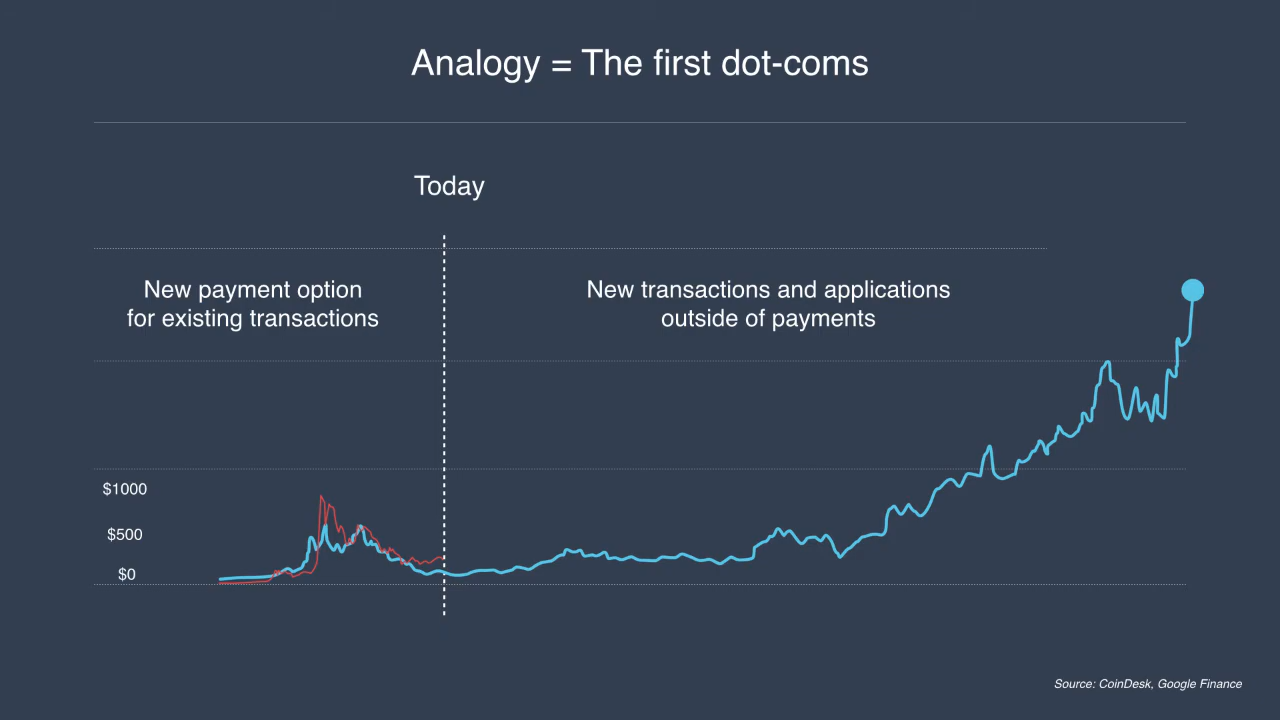 Analogy = The first dot-coms
Today
New payment option
for existing transactions
New transactions and applications
outside of payments
$1000
$500
$0
Source: CoinDesk, Google Finance